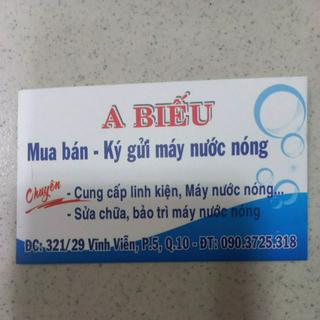 A BIỂU
Mua bán - Ký gửi máy nước nóng
Chuyên
- Cung cấp linh kiện, Máy nước nóng...
- Sửa chữa, bảo trì máy nước nóng
ĐC: 321/29 Vĩnh Viễn, P.5, Q.10 - ĐT: 090.3725.318